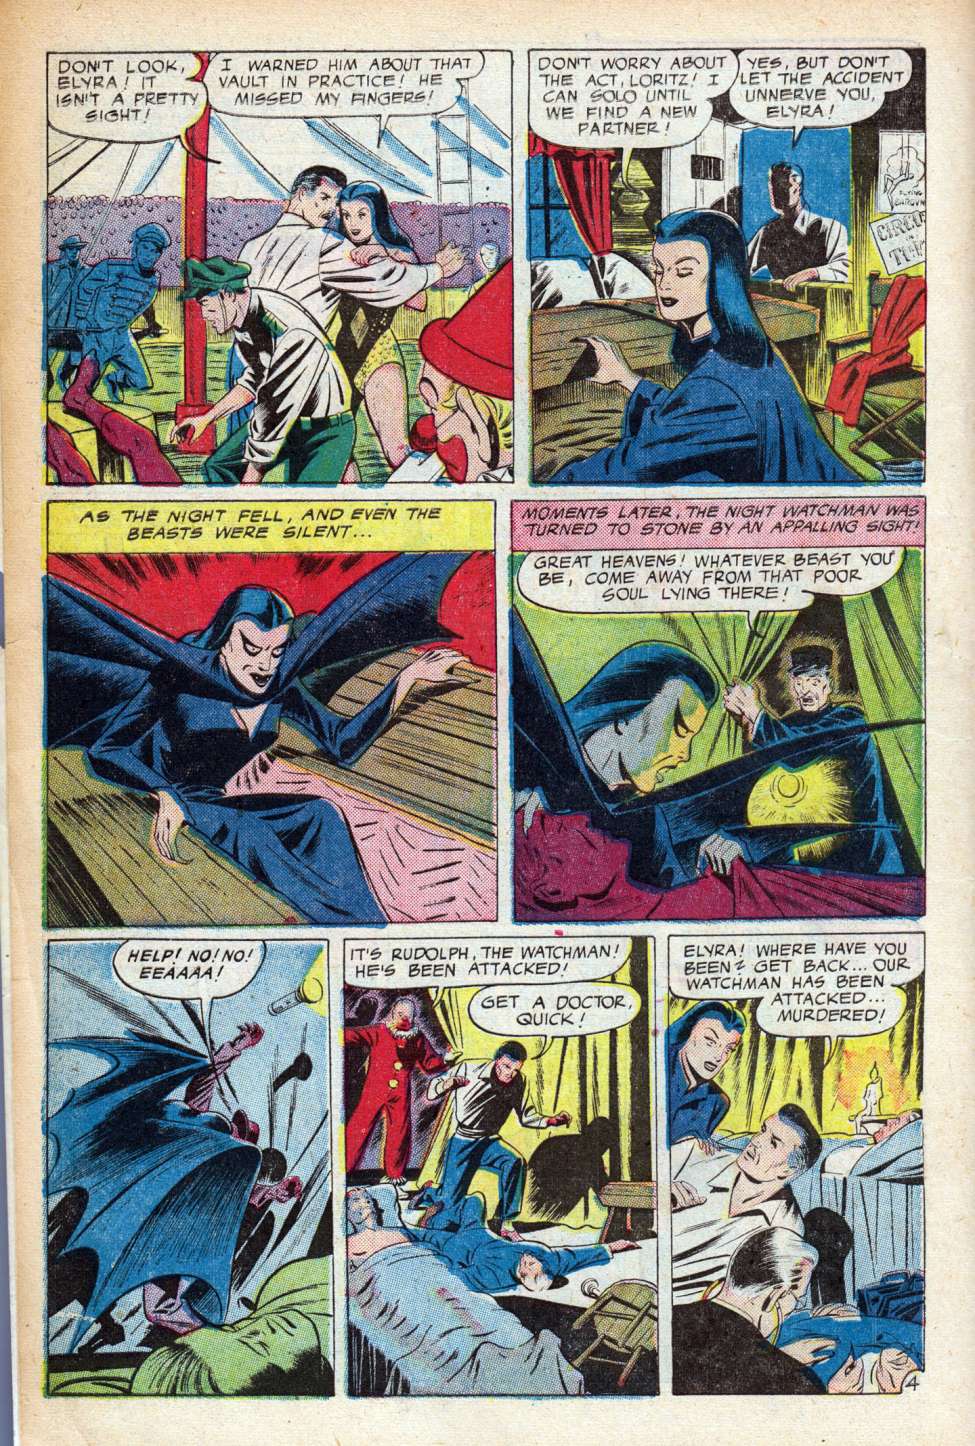 DON'T LOOK,
ELYRA! IT
ISN'T A PRETTY
SIGHT!
I WARNED HIM ABOUT THAT
VAULT IN PRACTICE! HE
MISSED MY FINGERS!
DON'T WORRY ABOUT
THE ACT, LORITZ! I
CAN SOLO UNTIL
WE FIND A NEW
PARTNER!
YES, BUT DON'T
LET THE ACCIDENT
UNNERVE YOU,
ELYRA!
FLYING
AS THE NIGHT FELL, AND EVEN THE
BEASTS WERE SILENT...
MOMENTS LATER, THE NIGHT WATCHMAN WAS
TURNED TO STONE BY AN APPALLING SIGHT!
GREAT HEAVENS! WHATEVER BEAST YOU
BE, COME AWAY FROM THAT POOR
SOUL LYING THERE!
HELP! NO! NO!
EEAAAA!
IT'S RUDOLPH, THE WATCHMAN!
HE'S BEEN ATTACKED!
GET A DOCTOR,
QUICK!
ELYRA! WHERE HAVE YOU
BEEN? GET BACK... OUR
WATCHMAN HAS BEEN
ATTACKED...
MURDERED!
4